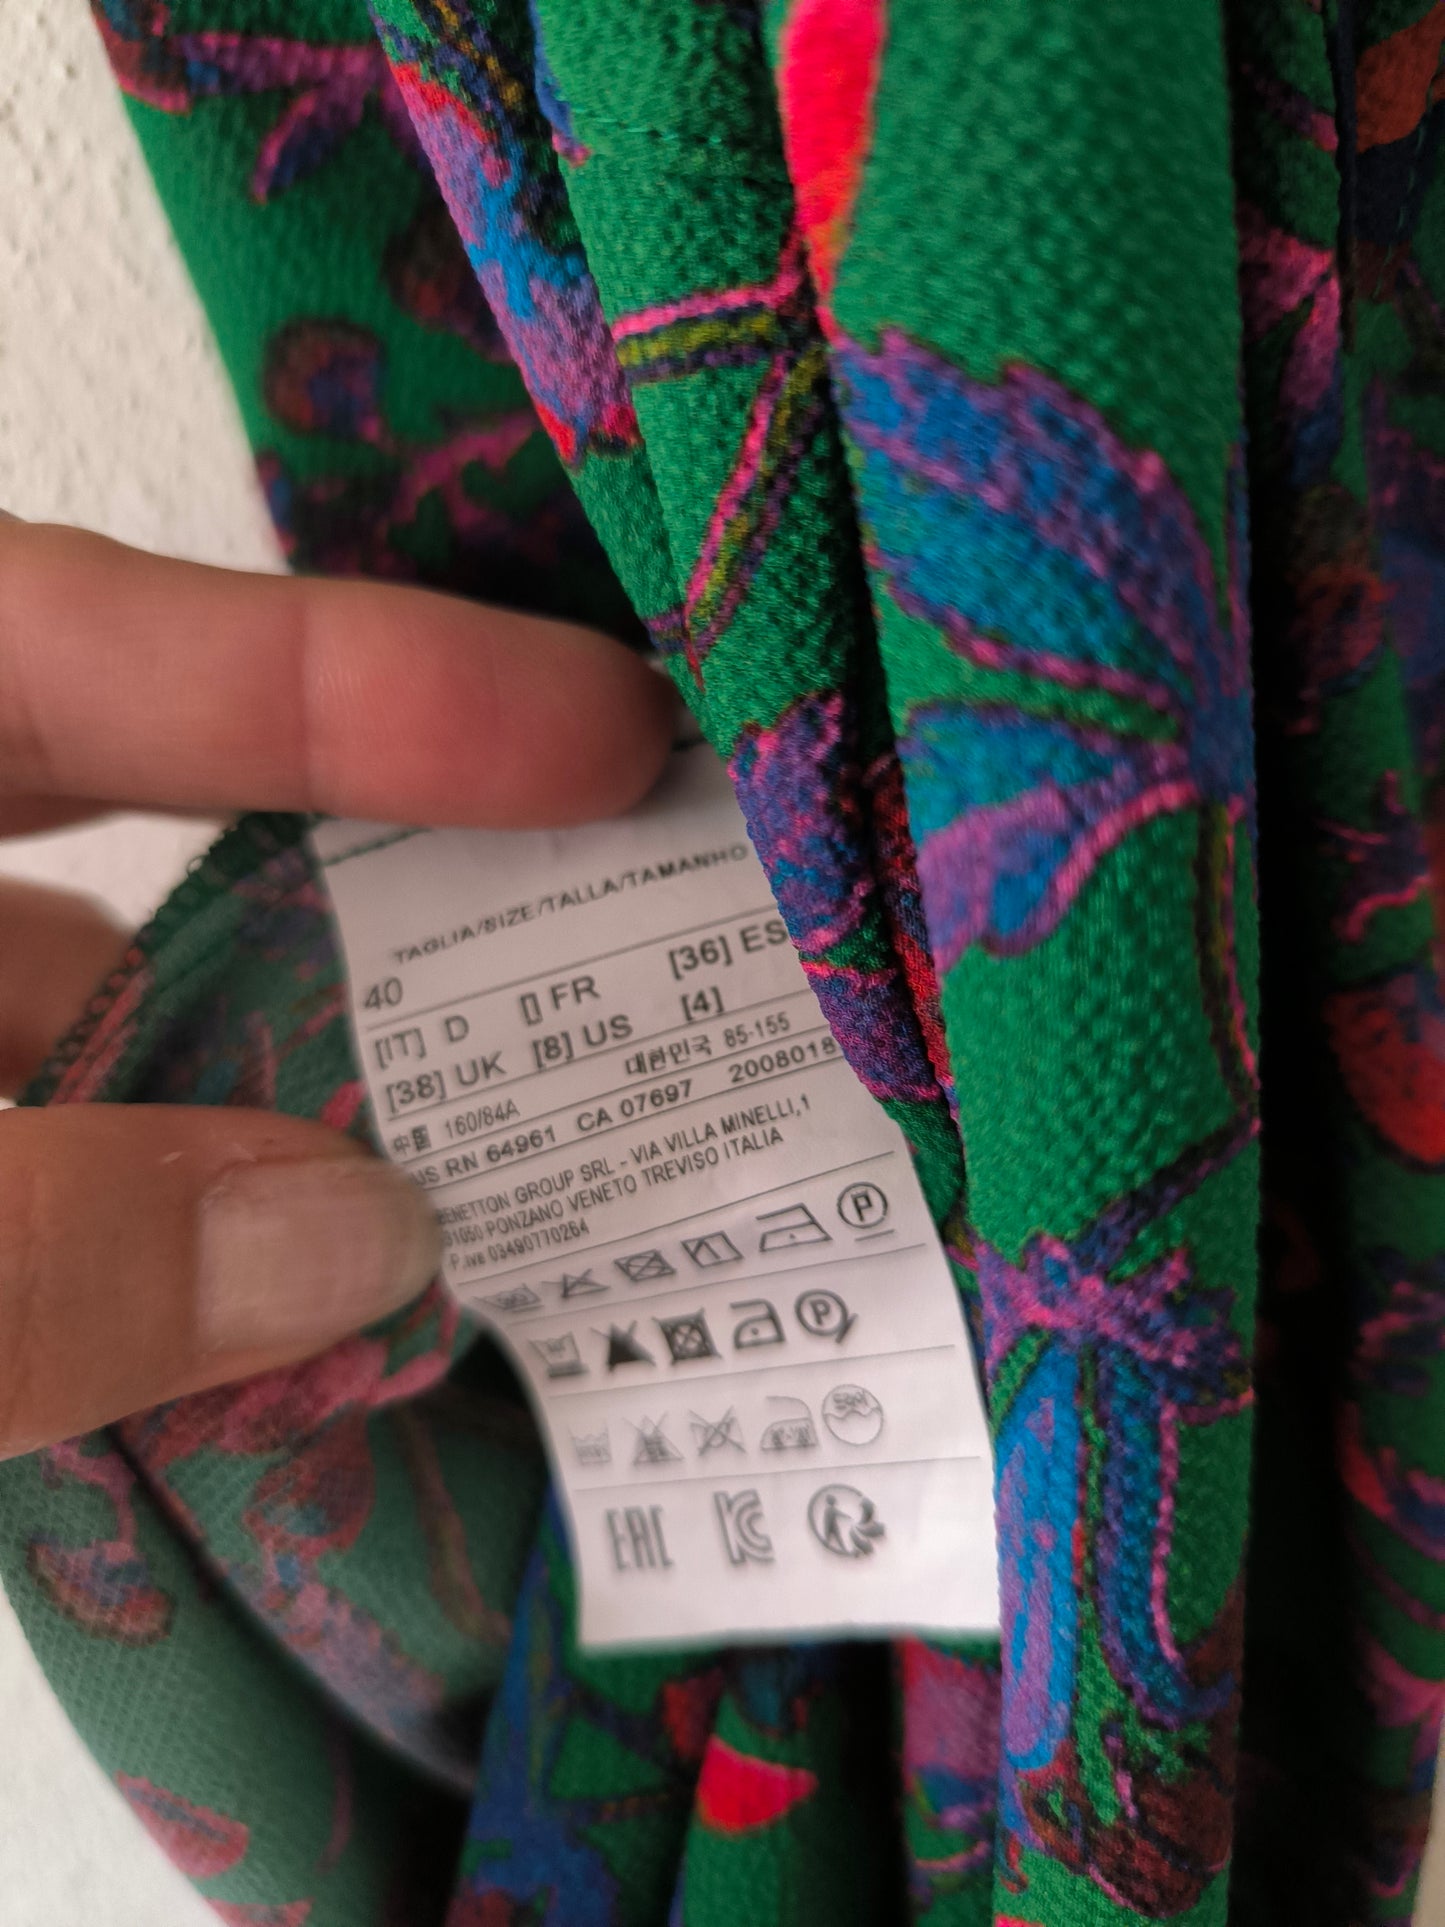 TAGLIA/SIZE/TALLA/TAMANHO
40
[IT] D [] FR [36] ES
[38] UK [8] US [4]
中国 160/84A 대한민국 85-155
US RN 64961 CA 07697 2008018
BENETTON GROUP SRL - VIA VILLA MINELLI,1
31050 PONZANO VENETO TREVISO ITALIA
P.iva 03490770264
P
P
EAC